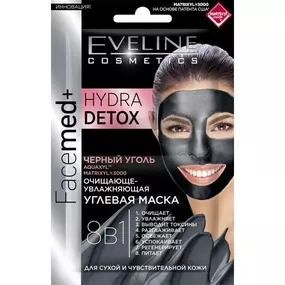 ИННОВАЦИЯ!
MATRIXYL®3000
НА ОСНОВЕ ПАТЕНТА США
EVELINE
COSMETICS
Facemed+
HYDRA
DETOX
ЧЕРНЫЙ УГОЛЬ
AQUAXYL™
MATRIXYL®3000
ОЧИЩАЮЩЕ-
УВЛАЖНЯЮЩАЯ
УГЛЕВАЯ МАСКА
8В1
1. ОЧИЩАЕТ
2. УВЛАЖНЯЕТ
3. ВЫВОДИТ ТОКСИНЫ
4. РАЗГЛАЖИВАЕТ
5. ОСВЕЖАЕТ
6. УСПОКАИВАЕТ
7. РЕГЕНЕРИРУЕТ
8. ПИТАЕТ
ДЛЯ СУХОЙ И ЧУВСТВИТЕЛЬНОЙ КОЖИ